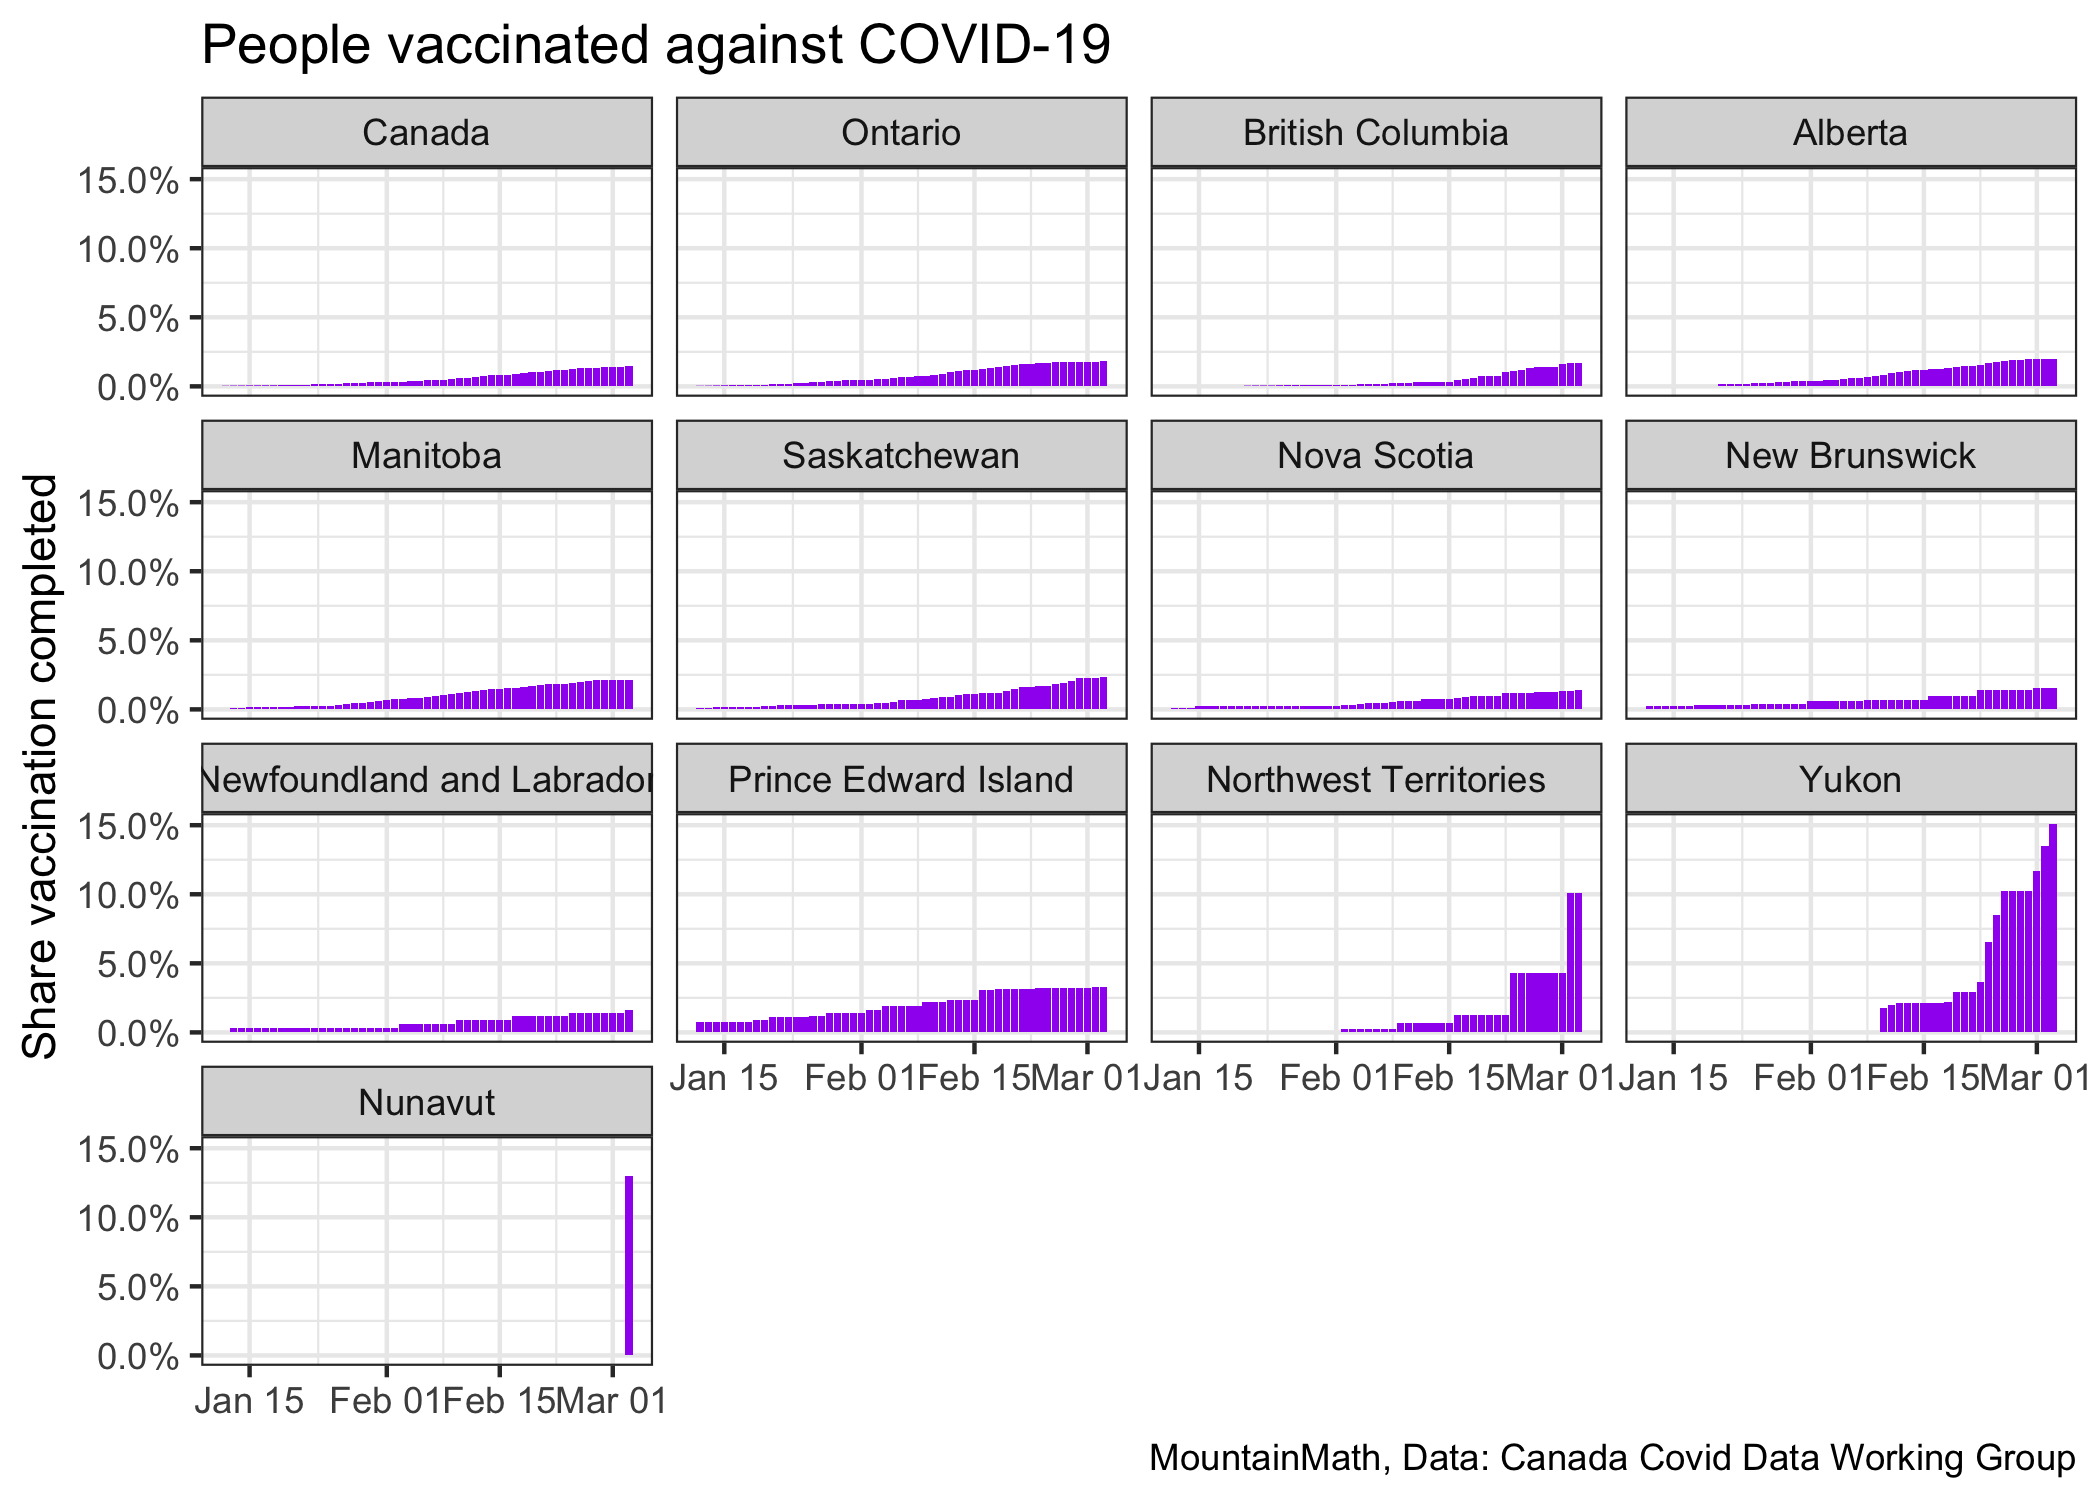 People vaccinated against COVID-19
Share vaccination completed
Canada
Ontario
British Columbia
Alberta
15.0%
10.0%
5.0%
0.0%
Manitoba
Saskatchewan
Nova Scotia
New Brunswick
15.0%
10.0%
5.0%
0.0%
Newfoundland and Labrador
Prince Edward Island
Northwest Territories
Yukon
15.0%
10.0%
5.0%
0.0%
Jan 15 Feb 01 Feb 15 Mar 01
Jan 15 Feb 01 Feb 15 Mar 01
Jan 15 Feb 01 Feb 15 Mar 01
Nunavut
15.0%
10.0%
5.0%
0.0%
Jan 15 Feb 01 Feb 15 Mar 01
MountainMath, Data: Canada Covid Data Working Group